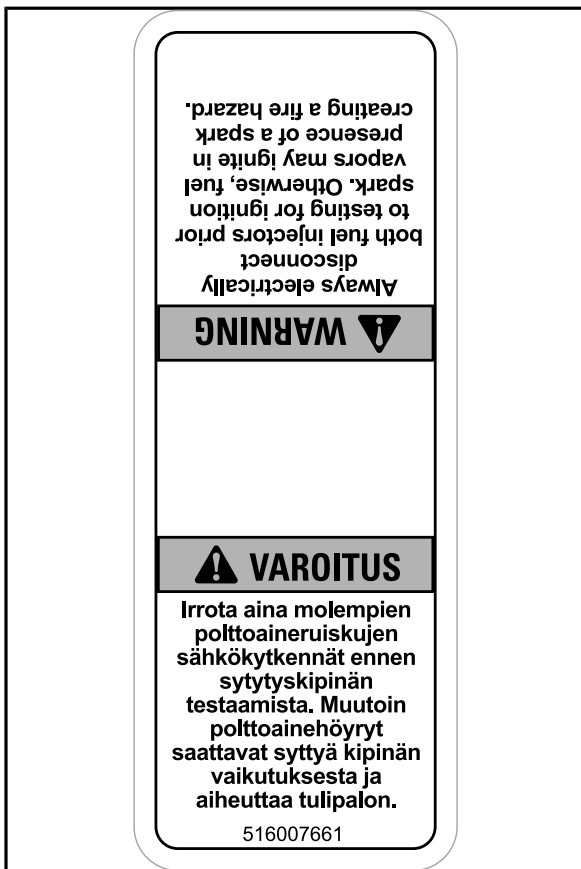 WARNING
Always electrically
disconnect
both fuel injectors prior
to testing for ignition
spark. Otherwise, fuel
vapors may ignite in
presence of a spark
creating a fire hazard.
VAROITUS
Irrota aina molempien
polttoaineruiskujen
sähkökytkennät ennen
sytytyskipinän
testaamista. Muutoin
polttoainehöyryt
saattavat syttyä kipinän
vaikutuksesta ja
aiheuttaa tulipalon.
516007661